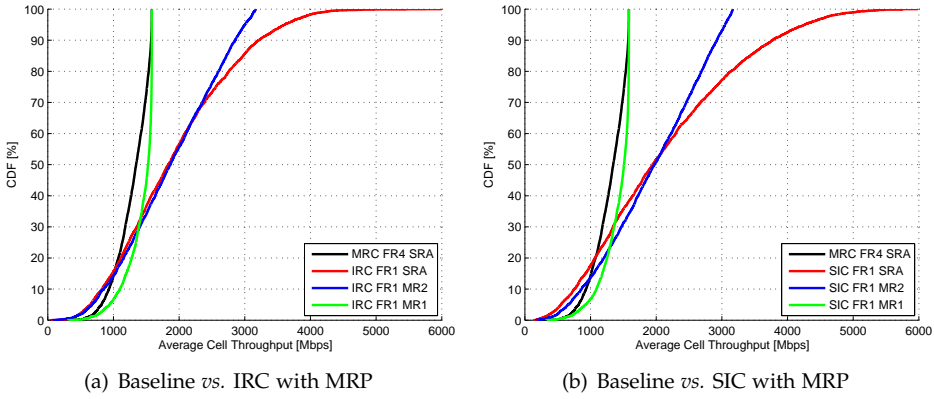 100
90
80
70
60
50
40
30
20
10
0
CDF [%]
0 1000 2000 3000 4000 5000 6000
Average Cell Throughput [Mbps]
MRC FR4 SRA
IRC FR1 SRA
IRC FR1 MR2
IRC FR1 MR1
(a) Baseline vs. IRC with MRP
100
90
80
70
60
50
40
30
20
10
0
CDF [%]
0 1000 2000 3000 4000 5000 6000
Average Cell Throughput [Mbps]
MRC FR4 SRA
SIC FR1 SRA
SIC FR1 MR2
SIC FR1 MR1
(b) Baseline vs. SIC with MRP